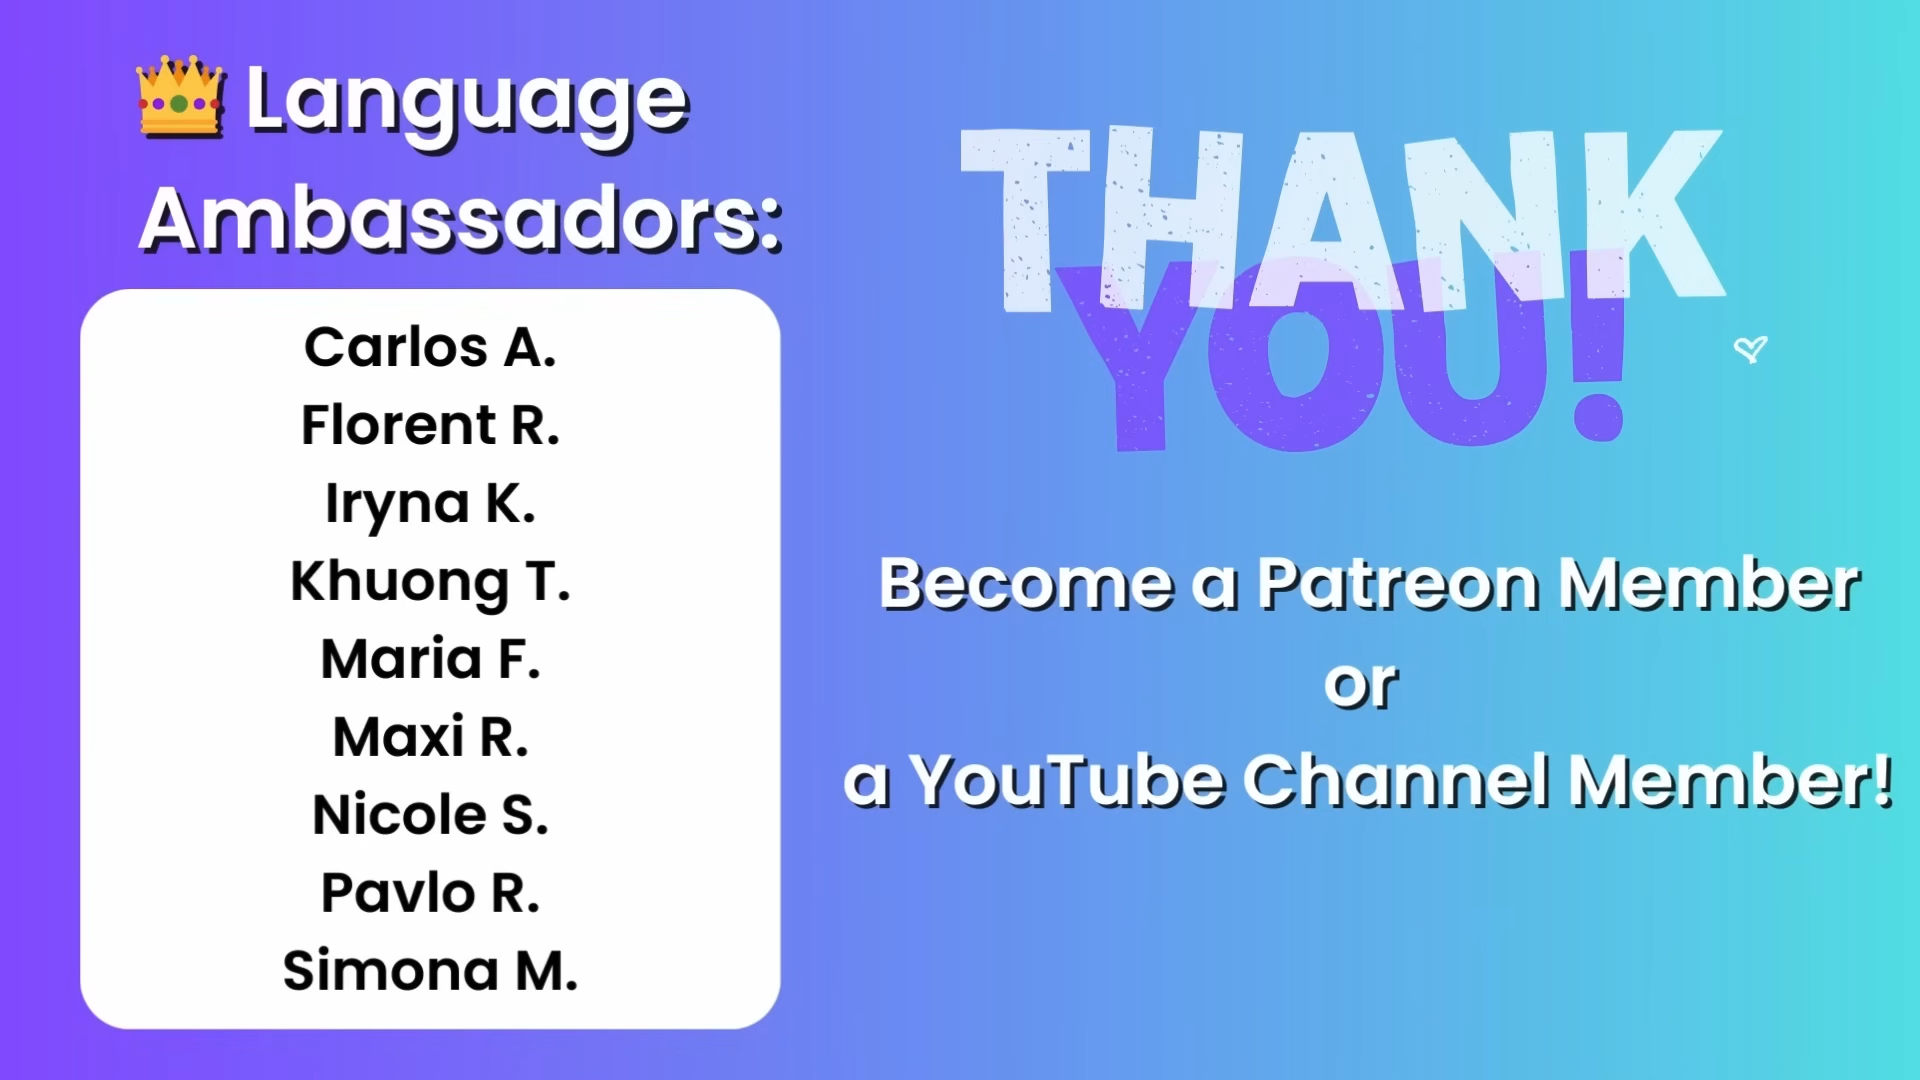 👑 Language
Ambassadors:
Carlos A.
Florent R.
Iryna K.
Khuong T.
Maria F.
Maxi R.
Nicole S.
Pavlo R.
Simona M.
THANK
YOU!
Become a Patreon Member
or
a YouTube Channel Member!